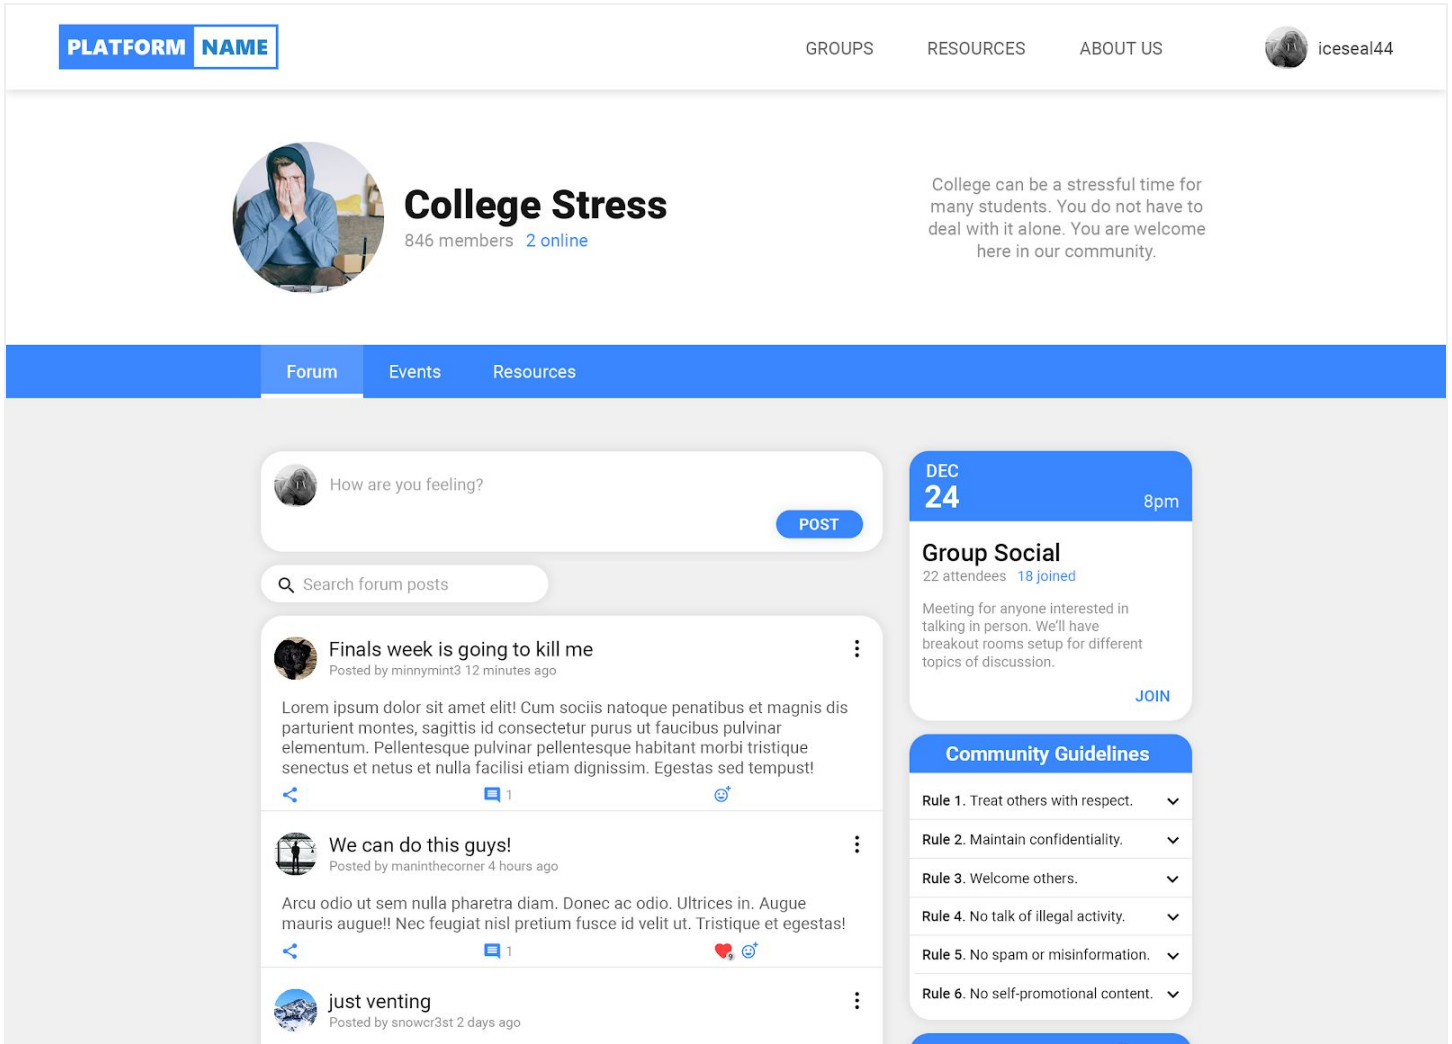 PLATFORM NAME
GROUPS
RESOURCES
ABOUT US
iceseal44
College Stress
846 members 2 online
College can be a stressful time for
many students. You do not have to
deal with it alone. You are welcome
here in our community.
Forum
Events
Resources
How are you feeling?
POST
Search forum posts
Finals week is going to kill me
Posted by minnymint3 12 minutes ago
Lorem ipsum dolor sit amet elit! Cum sociis natoque penatibus et magnis dis
parturient montes, sagittis id consectetur purus ut faucibus pulvinar
elementum. Pellentesque pulvinar pellentesque habitant morbi tristique
senectus et netus et nulla facilisi etiam dignissim. Egestas sed tempust!
1
We can do this guys!
Posted by maninthecorner 4 hours ago
Arcu odio ut sem nulla pharetra diam. Donec ac odio. Ultrices in. Augue
mauris augue!! Nec feugiat nisl pretium fusce id velit ut. Tristique et egestas!
1
9
just venting
Posted by snowcr3st 2 days ago
DEC
24
8pm
Group Social
22 attendees 18 joined
Meeting for anyone interested in
talking in person. We'll have
breakout rooms setup for different
topics of discussion.
JOIN
Community Guidelines
Rule 1. Treat others with respect.
Rule 2. Maintain confidentiality.
Rule 3. Welcome others.
Rule 4. No talk of illegal activity.
Rule 5. No spam or misinformation.
Rule 6. No self-promotional content.